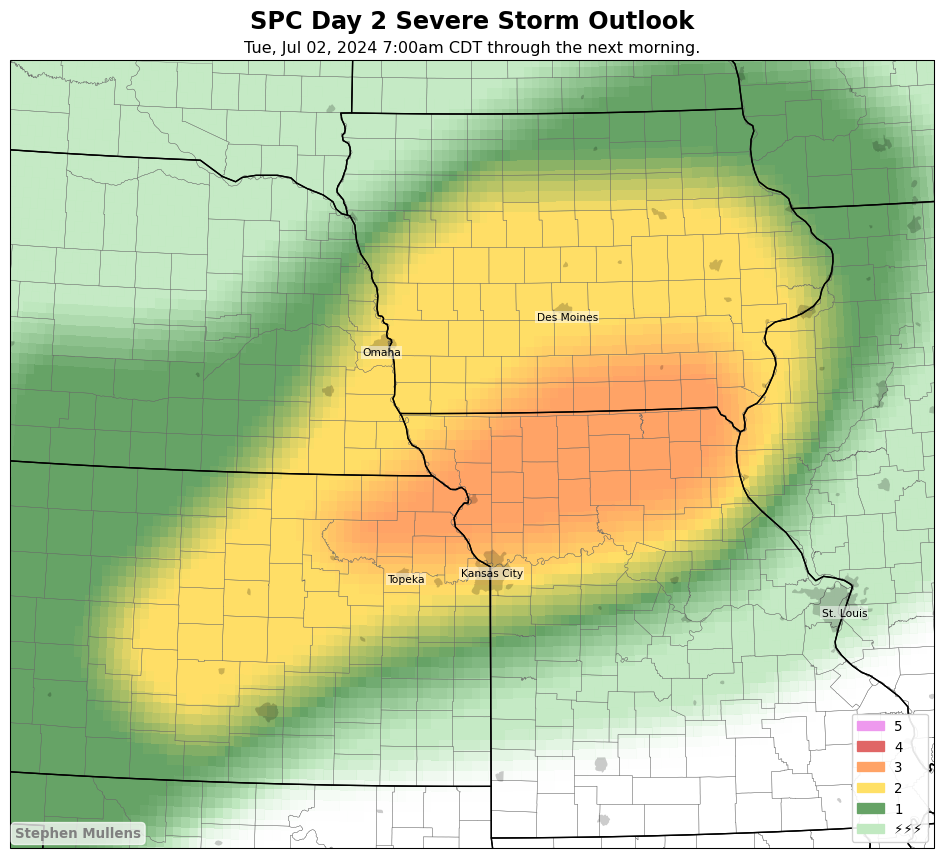 SPC Day 2 Severe Storm Outlook
Tue, Jul 02, 2024 7:00am CDT through the next morning.
Des Moines
Omaha
Kansas City
Topeka
St. Louis
5
4
3
2
1
⚡⚡⚡
Stephen Mullens